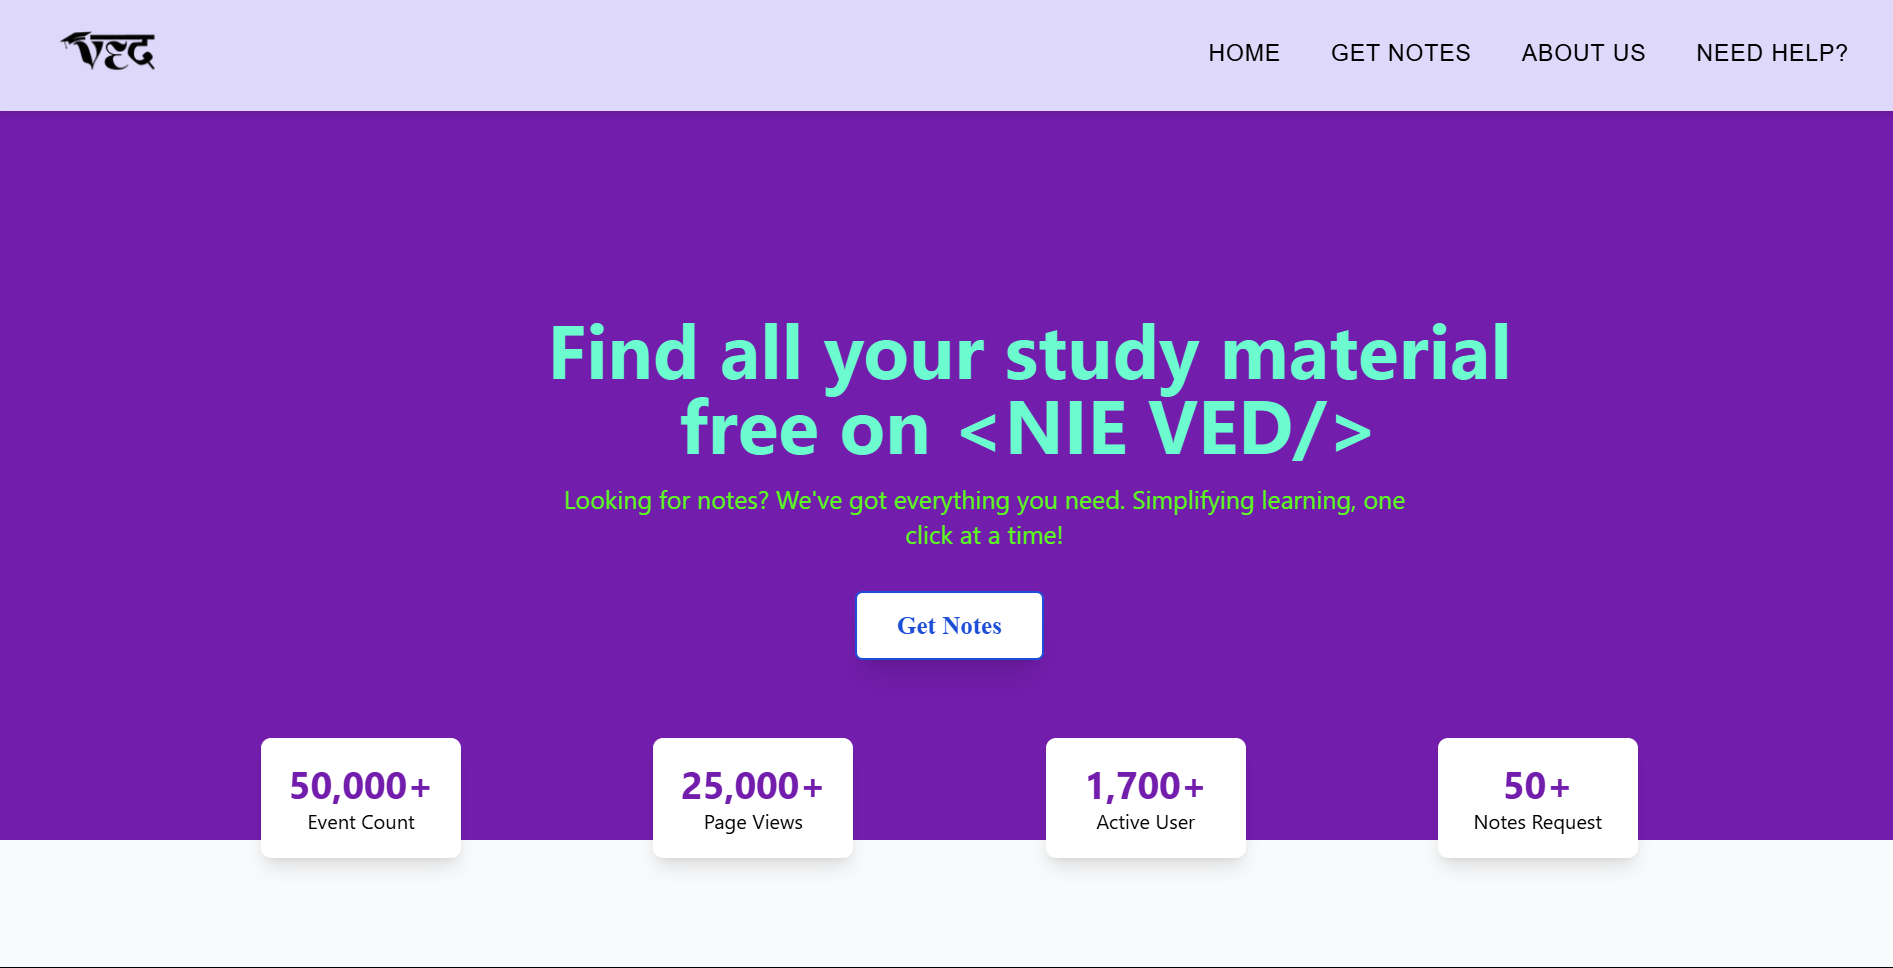 VED
HOME GET NOTES ABOUT US NEED HELP?
Find all your study material
free on <NIE VED/>
Looking for notes? We've got everything you need. Simplifying learning, one
click at a time!
Get Notes
50,000+ 25,000+ 1,700+ 50+
Event Count Page Views Active User Notes Request